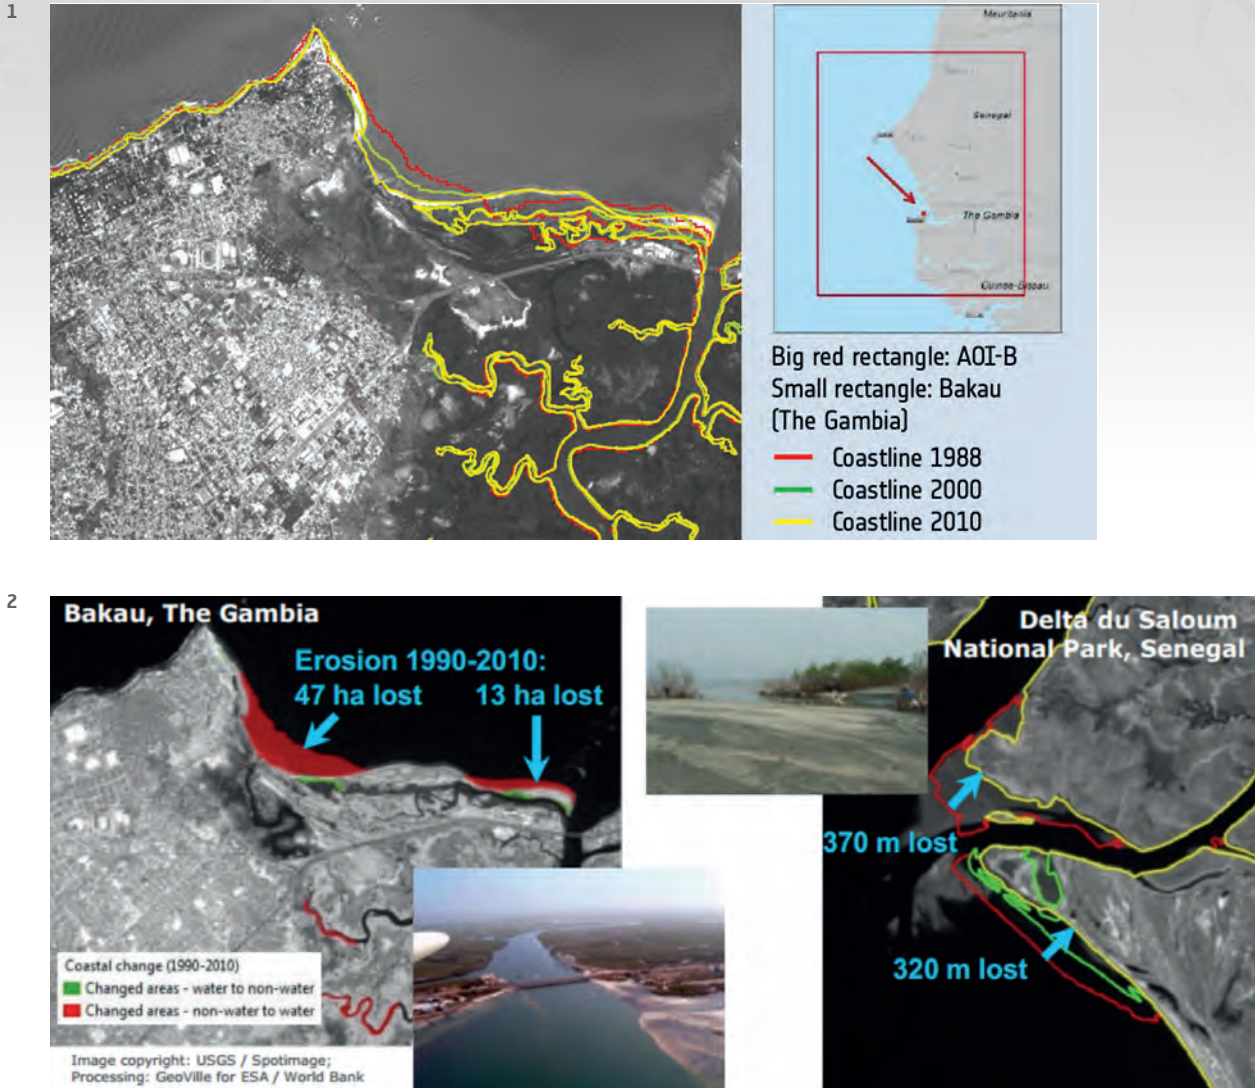 1
Mauritania
Senegal
The Gambia
Guinea-Bissau
Big red rectangle: AOI-B
Small rectangle: Bakau
(The Gambia)
Coastline 1988
Coastline 2000
Coastline 2010
2
Bakau, The Gambia
Erosion 1990-2010:
47 ha lost 13 ha lost
Coastal change (1990-2010)
Changed areas - water to non-water
Changed areas - non-water to water
Image copyright: USGS / Spotimage;
Processing: GeoVille for ESA / World Bank
Delta du Saloum
National Park, Senegal
370 m lost
320 m lost